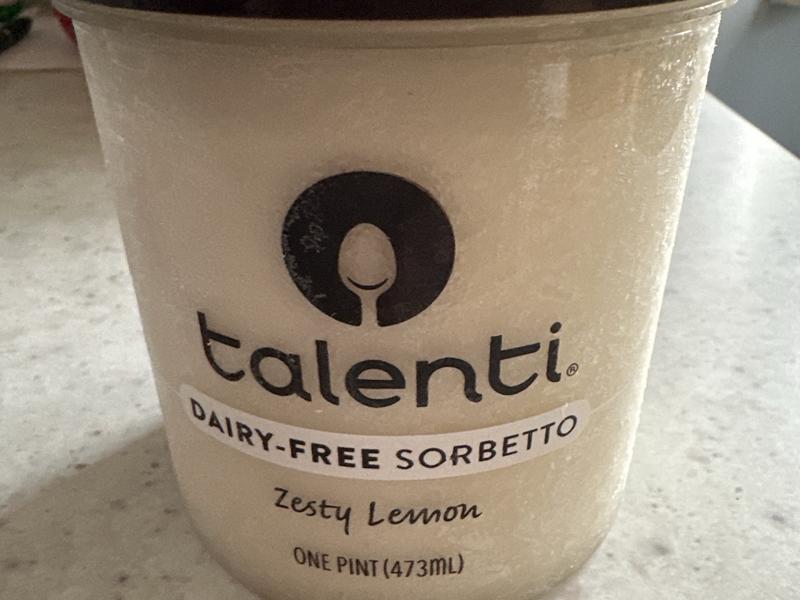 talenti®
DAIRY-FREE SORBETTO
Zesty Lemon
ONE PINT (473mL)